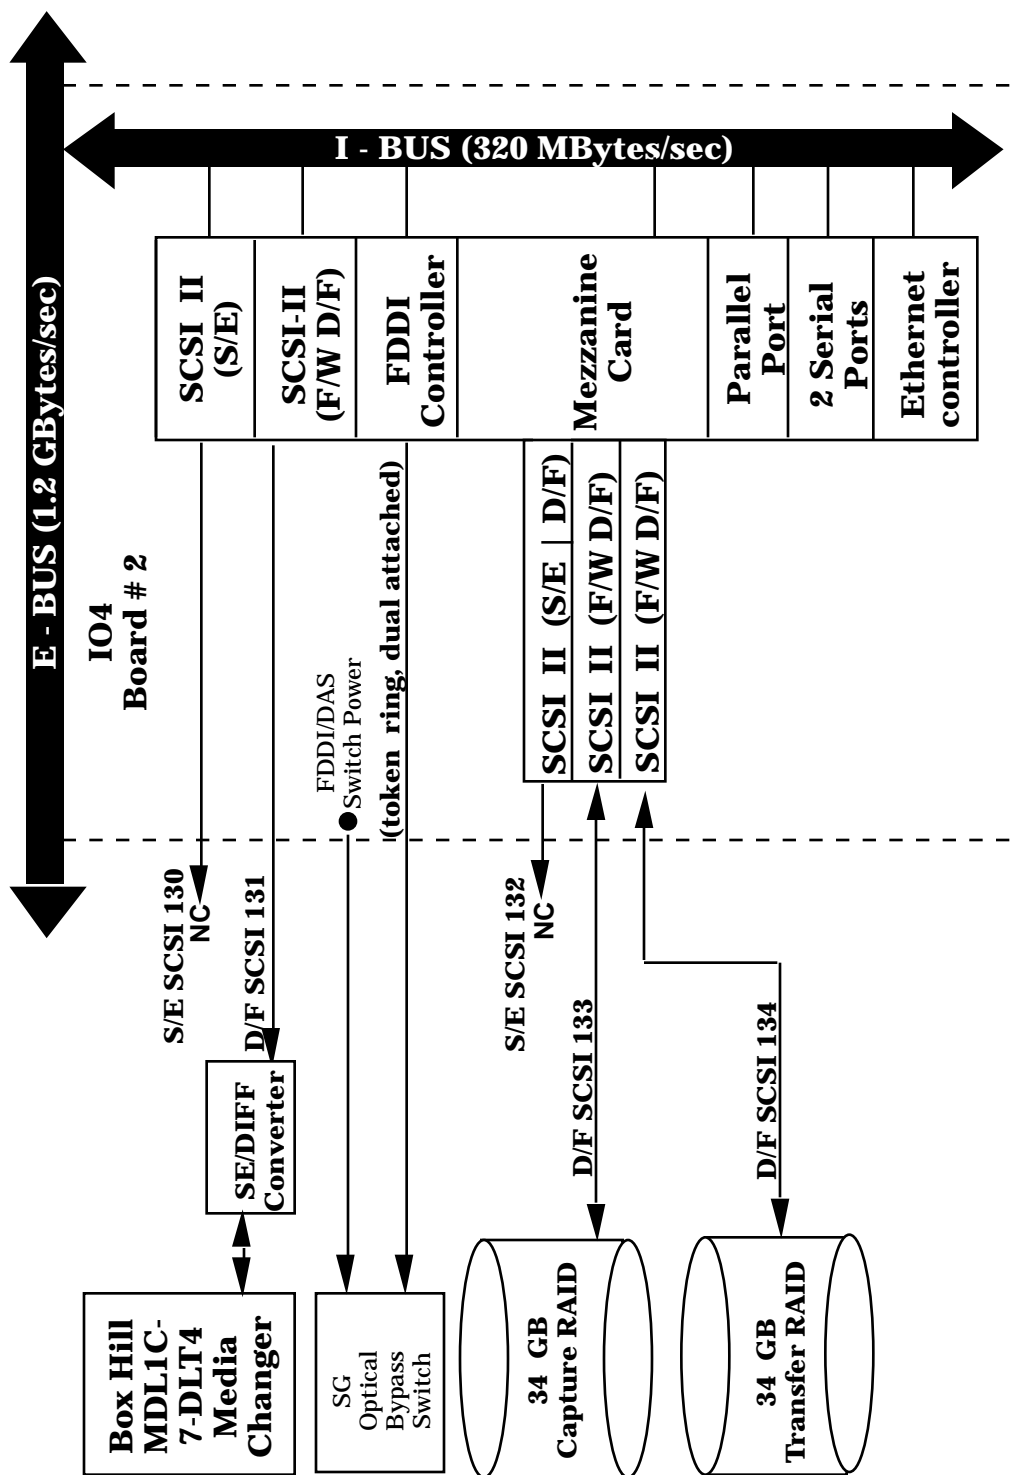 I - BUS (320 MBytes/sec)
E - BUS (1.2 GBytes/sec)
IO4
Board # 2
SCSI II
(S/E)
SCSI-II
(F/W D/F)
FDDI
Controller
Mezzanine
Card
Parallel
Port
2 Serial
Ports
Ethernet
controller
SCSI II (S/E | D/F)
SCSI II (F/W D/F)
SCSI II (F/W D/F)
FDDI/DAS
Switch Power
(token ring, dual attached)
S/E SCSI 130
NC
D/F SCSI 131
S/E SCSI 132
NC
D/F SCSI 133
D/F SCSI 134
SE/DIFF
Converter
Box Hill
MDL1C-
7-DLT4
Media
Changer
SG
Optical
Bypass
Switch
34 GB
Capture RAID
34 GB
Transfer RAID